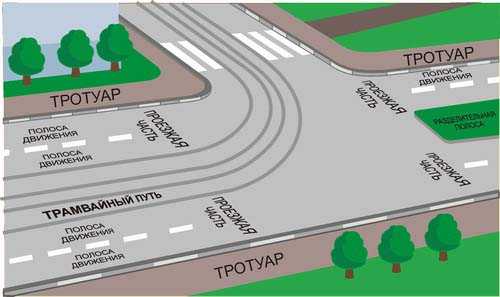 ТРОТУАР
ПОЛОСА
ДВИЖЕНИЯ
ПРОЕЗЖАЯ
ЧАСТЬ
РАЗДЕЛИТЕЛЬНАЯ
ПОЛОСА
ТРОТУАР
ПОЛОСА
ДВИЖЕНИЯ
ПОЛОСА
ДВИЖЕНИЯ
ПРОЕЗЖАЯ
ЧАСТЬ
ПРОЕЗЖАЯ
ЧАСТЬ
ТРАМВАЙНЫЙ ПУТЬ
ПРОЕЗЖАЯ
ЧАСТЬ
ПОЛОСА
ДВИЖЕНИЯ
ПОЛОСА
ДВИЖЕНИЯ
ТРОТУАР